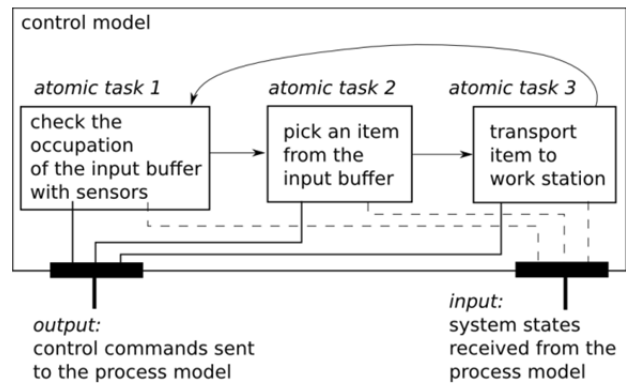 control model
atomic task 1
atomic task 2
atomic task 3
check the
occupation
of the input buffer
with sensors
pick an item
from the
input buffer
transport
item to
work station
output:
control commands sent
to the process model
input:
system states
received from the
process model